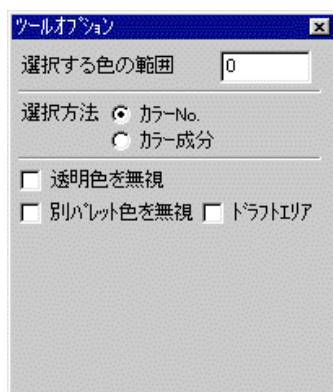 ﾂｰﾙｵﾌﾟｼｮﾝ
選択する色の範囲 0
選択方法 ｶﾗｰNo.
ｶﾗｰ成分
透明色を無視
別ﾊﾟﾚｯﾄ色を無視 ﾄﾞﾗﾌﾄｴﾘｱ